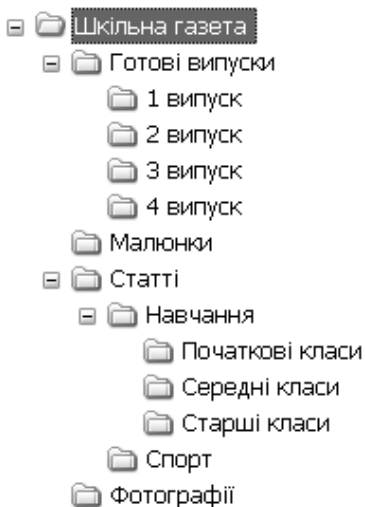 Шкільна газета
Готові випуски
1 випуск
2 випуск
3 випуск
4 випуск
Малюнки
Статті
Навчання
Початкові класи
Середні класи
Старші класи
Спорт
Фотографії